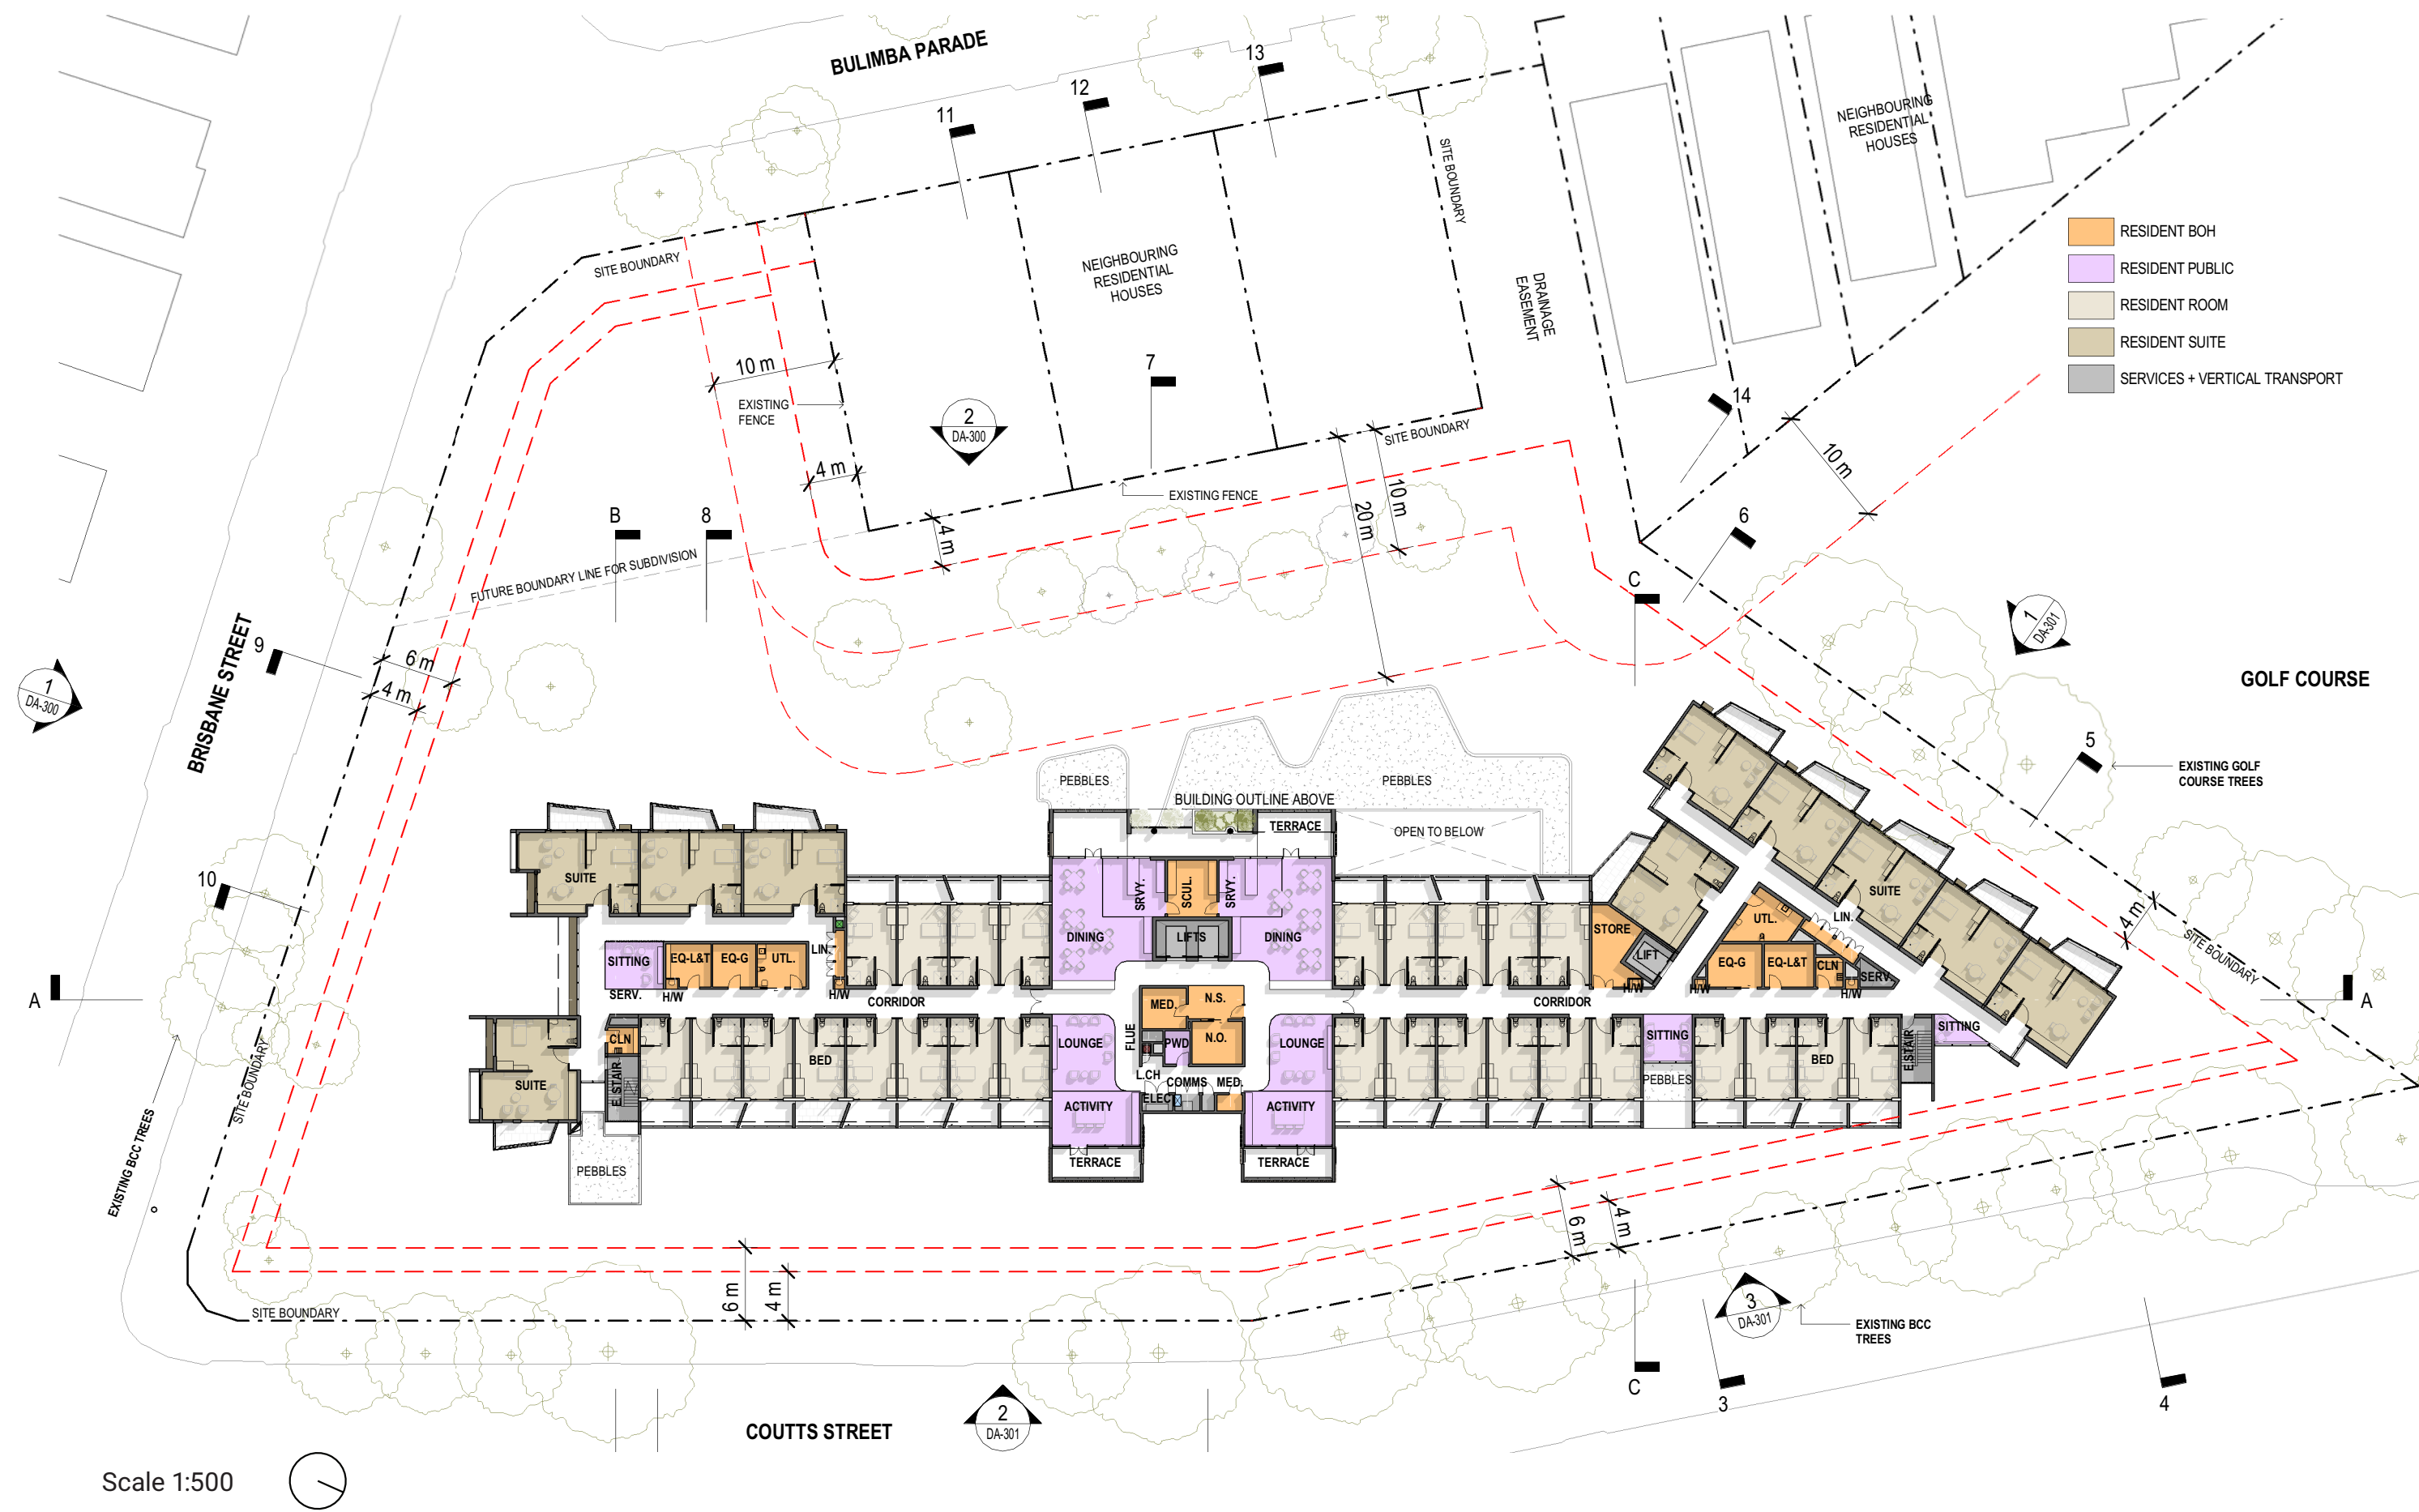 BULIMBA PARADE
13
12
11
NEIGHBOURING
RESIDENTIAL
HOUSES
SITE BOUNDARY
RESIDENT BOH
RESIDENT PUBLIC
RESIDENT ROOM
RESIDENT SUITE
SERVICES + VERTICAL TRANSPORT
SITE BOUNDARY
NEIGHBOURING
RESIDENTIAL
HOUSES
DRAINAGE
EASEMENT
10 m
EXISTING
FENCE
7
2
DA-300
14
SITE BOUNDARY
4 m
10 m
EXISTING FENCE
10 m
20 m
4 m
B
8
6
FUTURE BOUNDARY LINE FOR SUBDIVISION
C
1
DA-301
BRISBANE STREET
9
6 m
4 m
1
DA-300
GOLF COURSE
5
EXISTING GOLF
COURSE TREES
PEBBLES
PEBBLES
BUILDING OUTLINE ABOVE
TERRACE
OPEN TO BELOW
10
SUITE
SRVY.
SCUL.
SRVY.
SUITE
UTL.
LIN.
4 m
SITE BOUNDARY
STORE
LIFT
DINING
LIFTS
DINING
LIN.
SITTING
EQ-L&T
EQ-G
UTL.
EQ-G
EQ-L&T
CLN
SERV.
SERV.
H/W
H/W
CORRIDOR
MED.
N.S.
CORRIDOR
H/W
H/W
H/W
A
A
CLN
BED
LOUNGE
FLUE
PWD
N.O.
LOUNGE
SITTING
BED
E.STAIR
SITTING
SUITE
E.STAIR.
L.CH
COMMS
MED.
ELEC
ACTIVITY
ACTIVITY
PEBBLES
SITE BOUNDARY
EXISTING BCC TREES
PEBBLES
TERRACE
TERRACE
6 m
4 m
6 m
4 m
SITE BOUNDARY
3
DA-301
EXISTING BCC
TREES
C
3
4
2
DA-301
COUTTS STREET
Scale 1:500